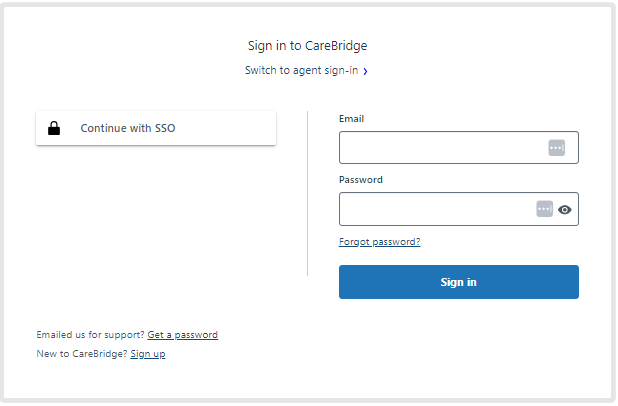 Sign in to CareBridge
Switch to agent sign-in ›
Continue with SSO
Email
Password
Forgot password?
Sign in
Emailed us for support? Get a password
New to CareBridge? Sign up